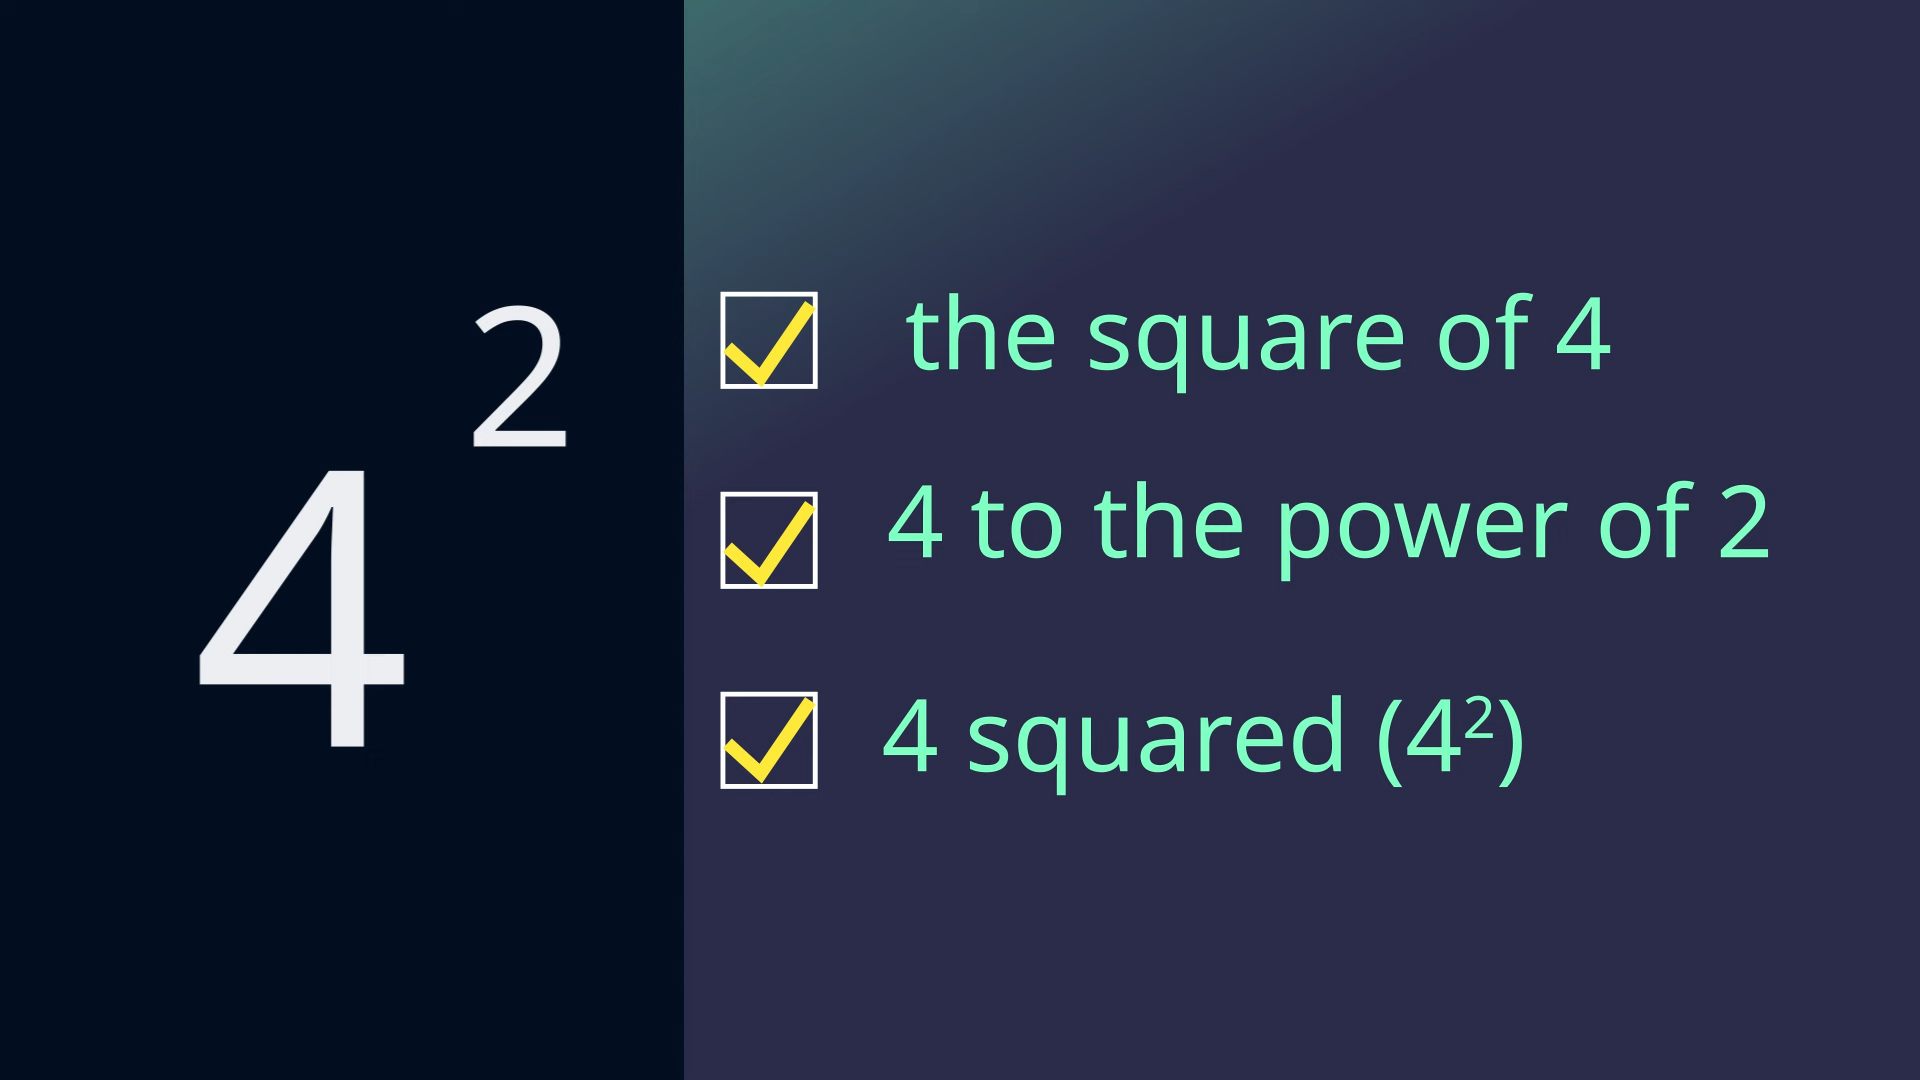 4²
the square of 4
4 to the power of 2
4 squared (4²)